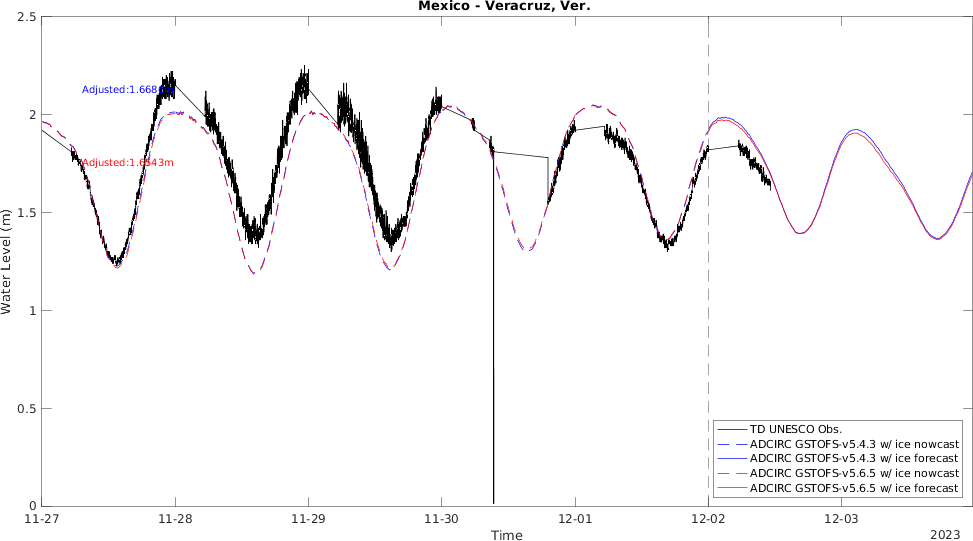 Mexico - Veracruz, Ver.
2.5
2
1.5
1
0.5
0
Water Level (m)
Adjusted:1.668
Adjusted:1.6543m
TD UNESCO Obs.
ADCIRC GSTOFS-v5.4.3 w/ ice nowcast
ADCIRC GSTOFS-v5.4.3 w/ ice forecast
ADCIRC GSTOFS-v5.6.5 w/ ice nowcast
ADCIRC GSTOFS-v5.6.5 w/ ice forecast
11-27 11-28 11-29 11-30 12-01 12-02 12-03
Time
2023